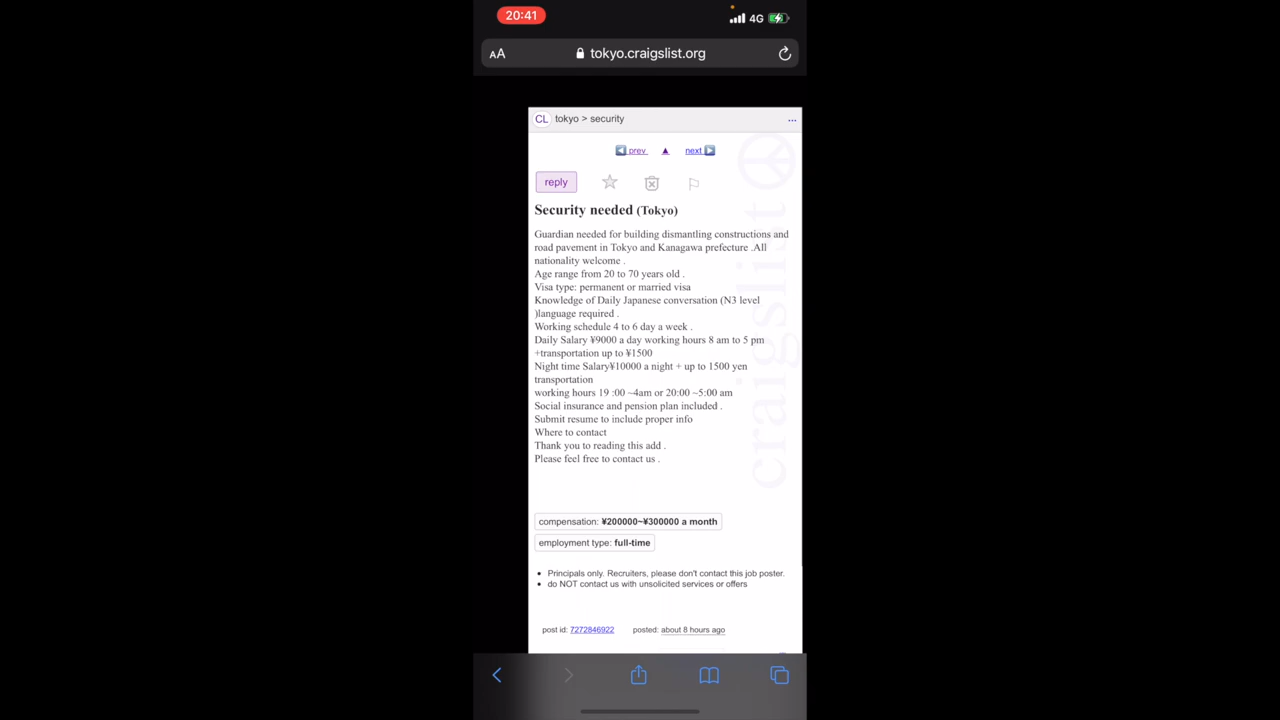 20:41
4G
AA
tokyo.craigslist.org
CL tokyo > security
...
prev ▲ next
reply
Security needed (Tokyo)
Guardian needed for building dismantling constructions and
road pavement in Tokyo and Kanagawa prefecture .All
nationality welcome .
Age range from 20 to 70 years old .
Visa type: permanent or married visa
Knowledge of Daily Japanese conversation (N3 level
)language required .
Working schedule 4 to 6 day a week .
Daily Salary ¥9000 a day working hours 8 am to 5 pm
+transportation up to ¥1500
Night time Salary¥10000 a night + up to 1500 yen
transportation
working hours 19 :00 ~4am or 20:00 ~5:00 am
Social insurance and pension plan included .
Submit resume to include proper info
Where to contact
Thank you to reading this add .
Please feel free to contact us .
craigslist
compensation: ¥200000~¥300000 a month
employment type: full-time
• Principals only. Recruiters, please don't contact this job poster.
• do NOT contact us with unsolicited services or offers
post id: 7272846922 posted: about 8 hours ago